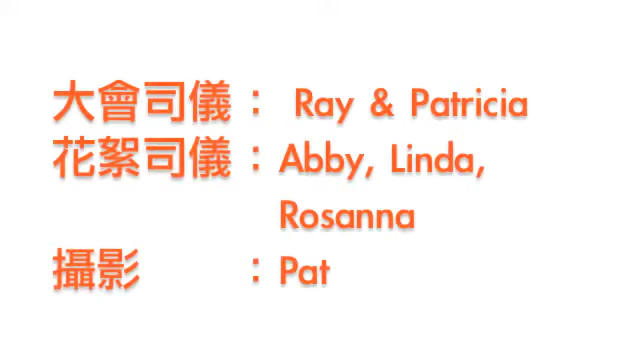 大會司儀： Ray & Patricia
花絮司儀：Abby, Linda,
Rosanna
攝影　　：Pat